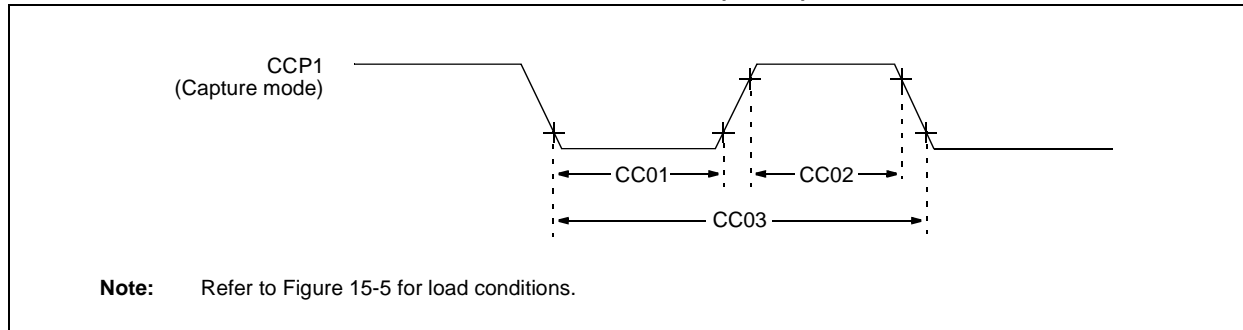 CCP1
(Capture mode)
CC01
CC02
CC03
Note: Refer to Figure 15-5 for load conditions.